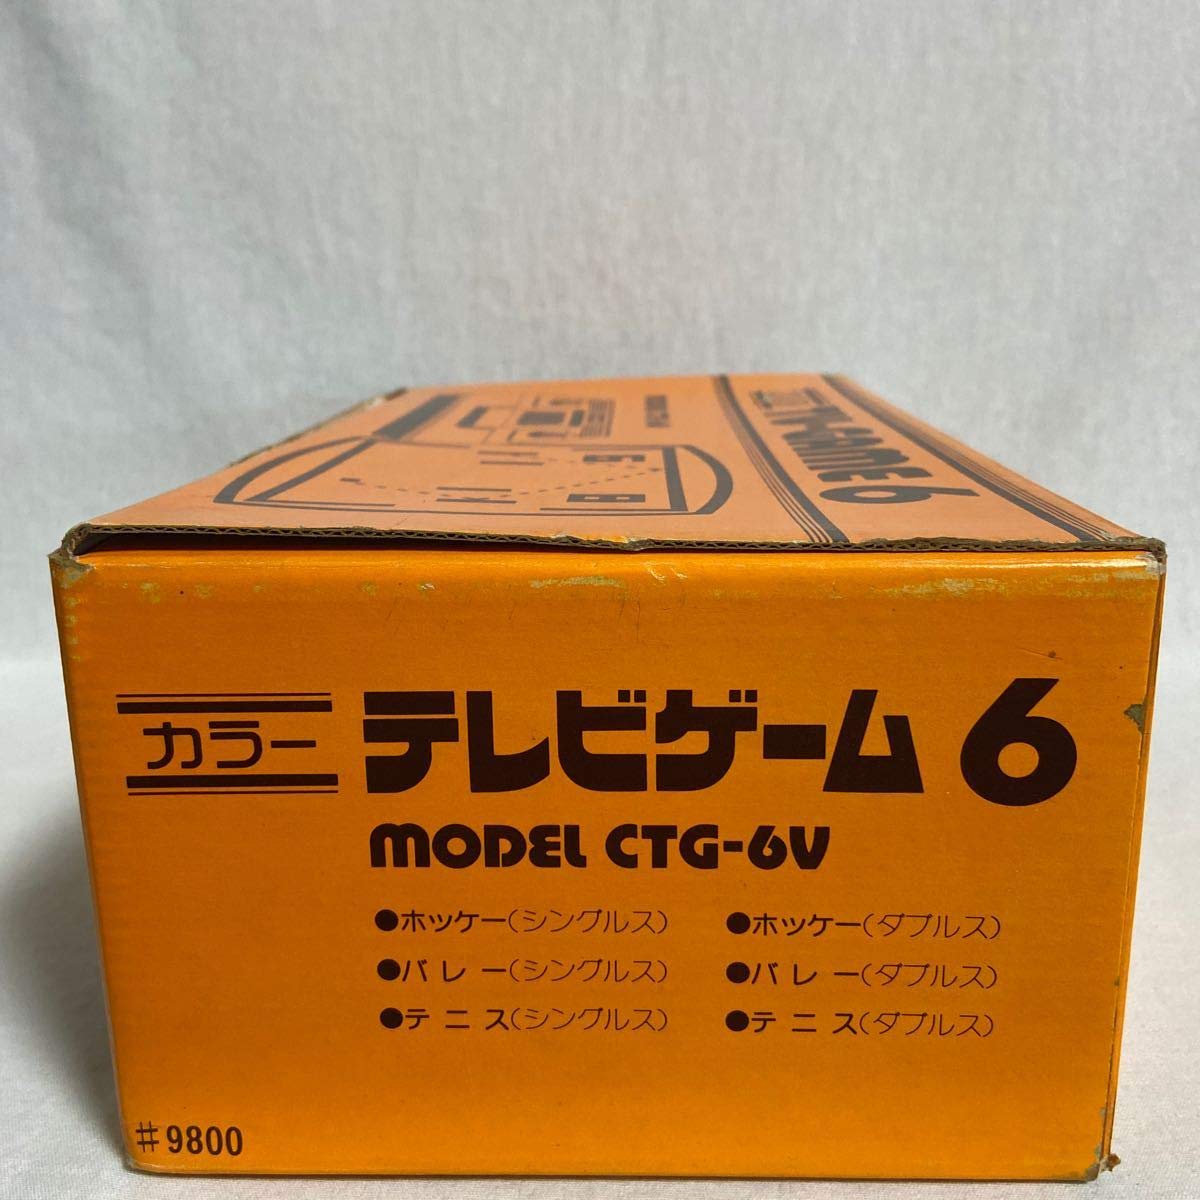 TV-GAME 6
カラー テレビゲーム 6
MODEL CTG-6V
●ホッケー(シングルス) ●ホッケー(ダブルス)
●バレー(シングルス) ●バレー(ダブルス)
●テニス(シングルス) ●テニス(ダブルス)
#9800